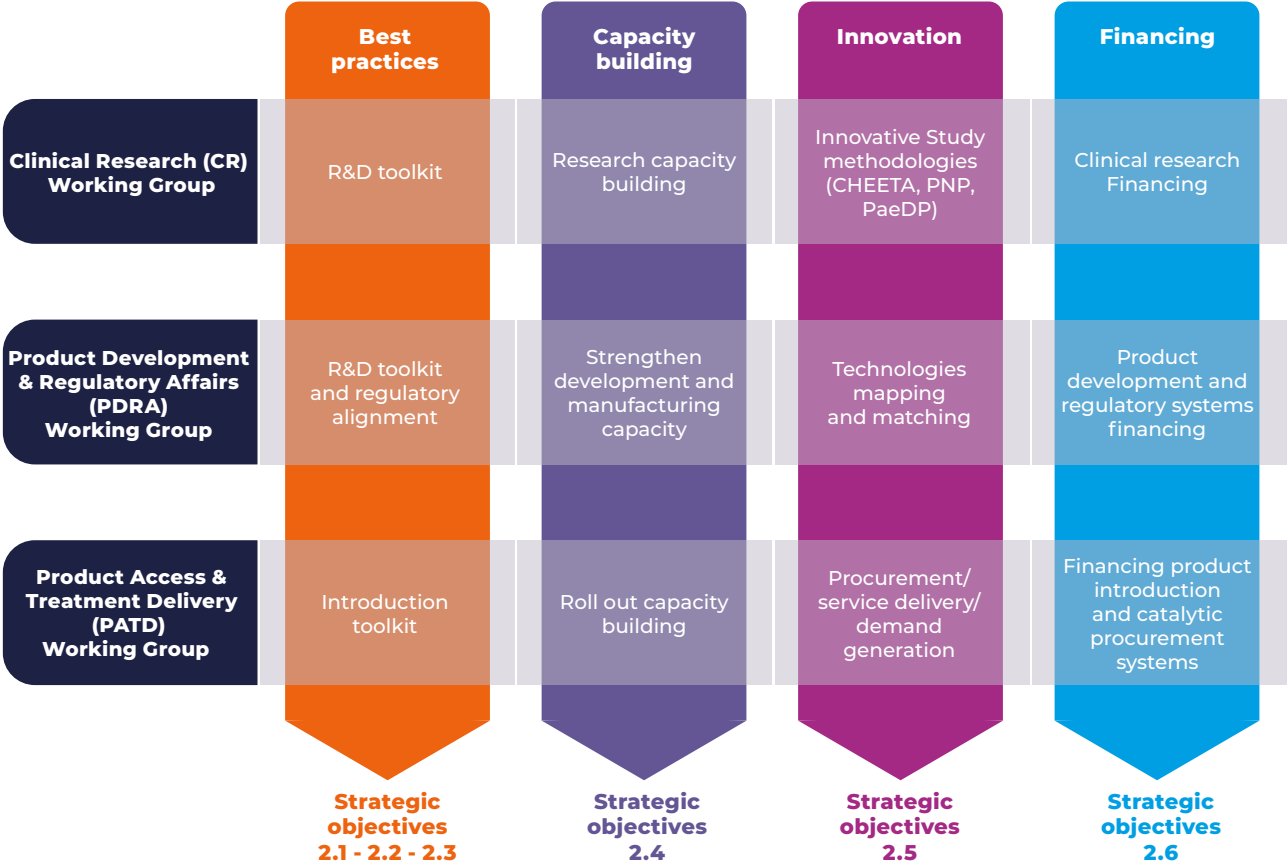 Best
practices
Capacity
building
Innovation
Financing
Clinical Research (CR)
Working Group
R&D toolkit
Research capacity
building
Innovative Study
methodologies
(CHEETA, PNP,
PaeDP)
Clinical research
Financing
Product Development
& Regulatory Affairs
(PDRA)
Working Group
R&D toolkit
and regulatory
alignment
Strengthen
development and
manufacturing
capacity
Technologies
mapping
and matching
Product
development and
regulatory systems
financing
Product Access &
Treatment Delivery
(PATD)
Working Group
Introduction
toolkit
Roll out capacity
building
Procurement/
service delivery/
demand
generation
Financing product
introduction
and catalytic
procurement
systems
Strategic
objectives
2.1 - 2.2 - 2.3
Strategic
objectives
2.4
Strategic
objectives
2.5
Strategic
objectives
2.6